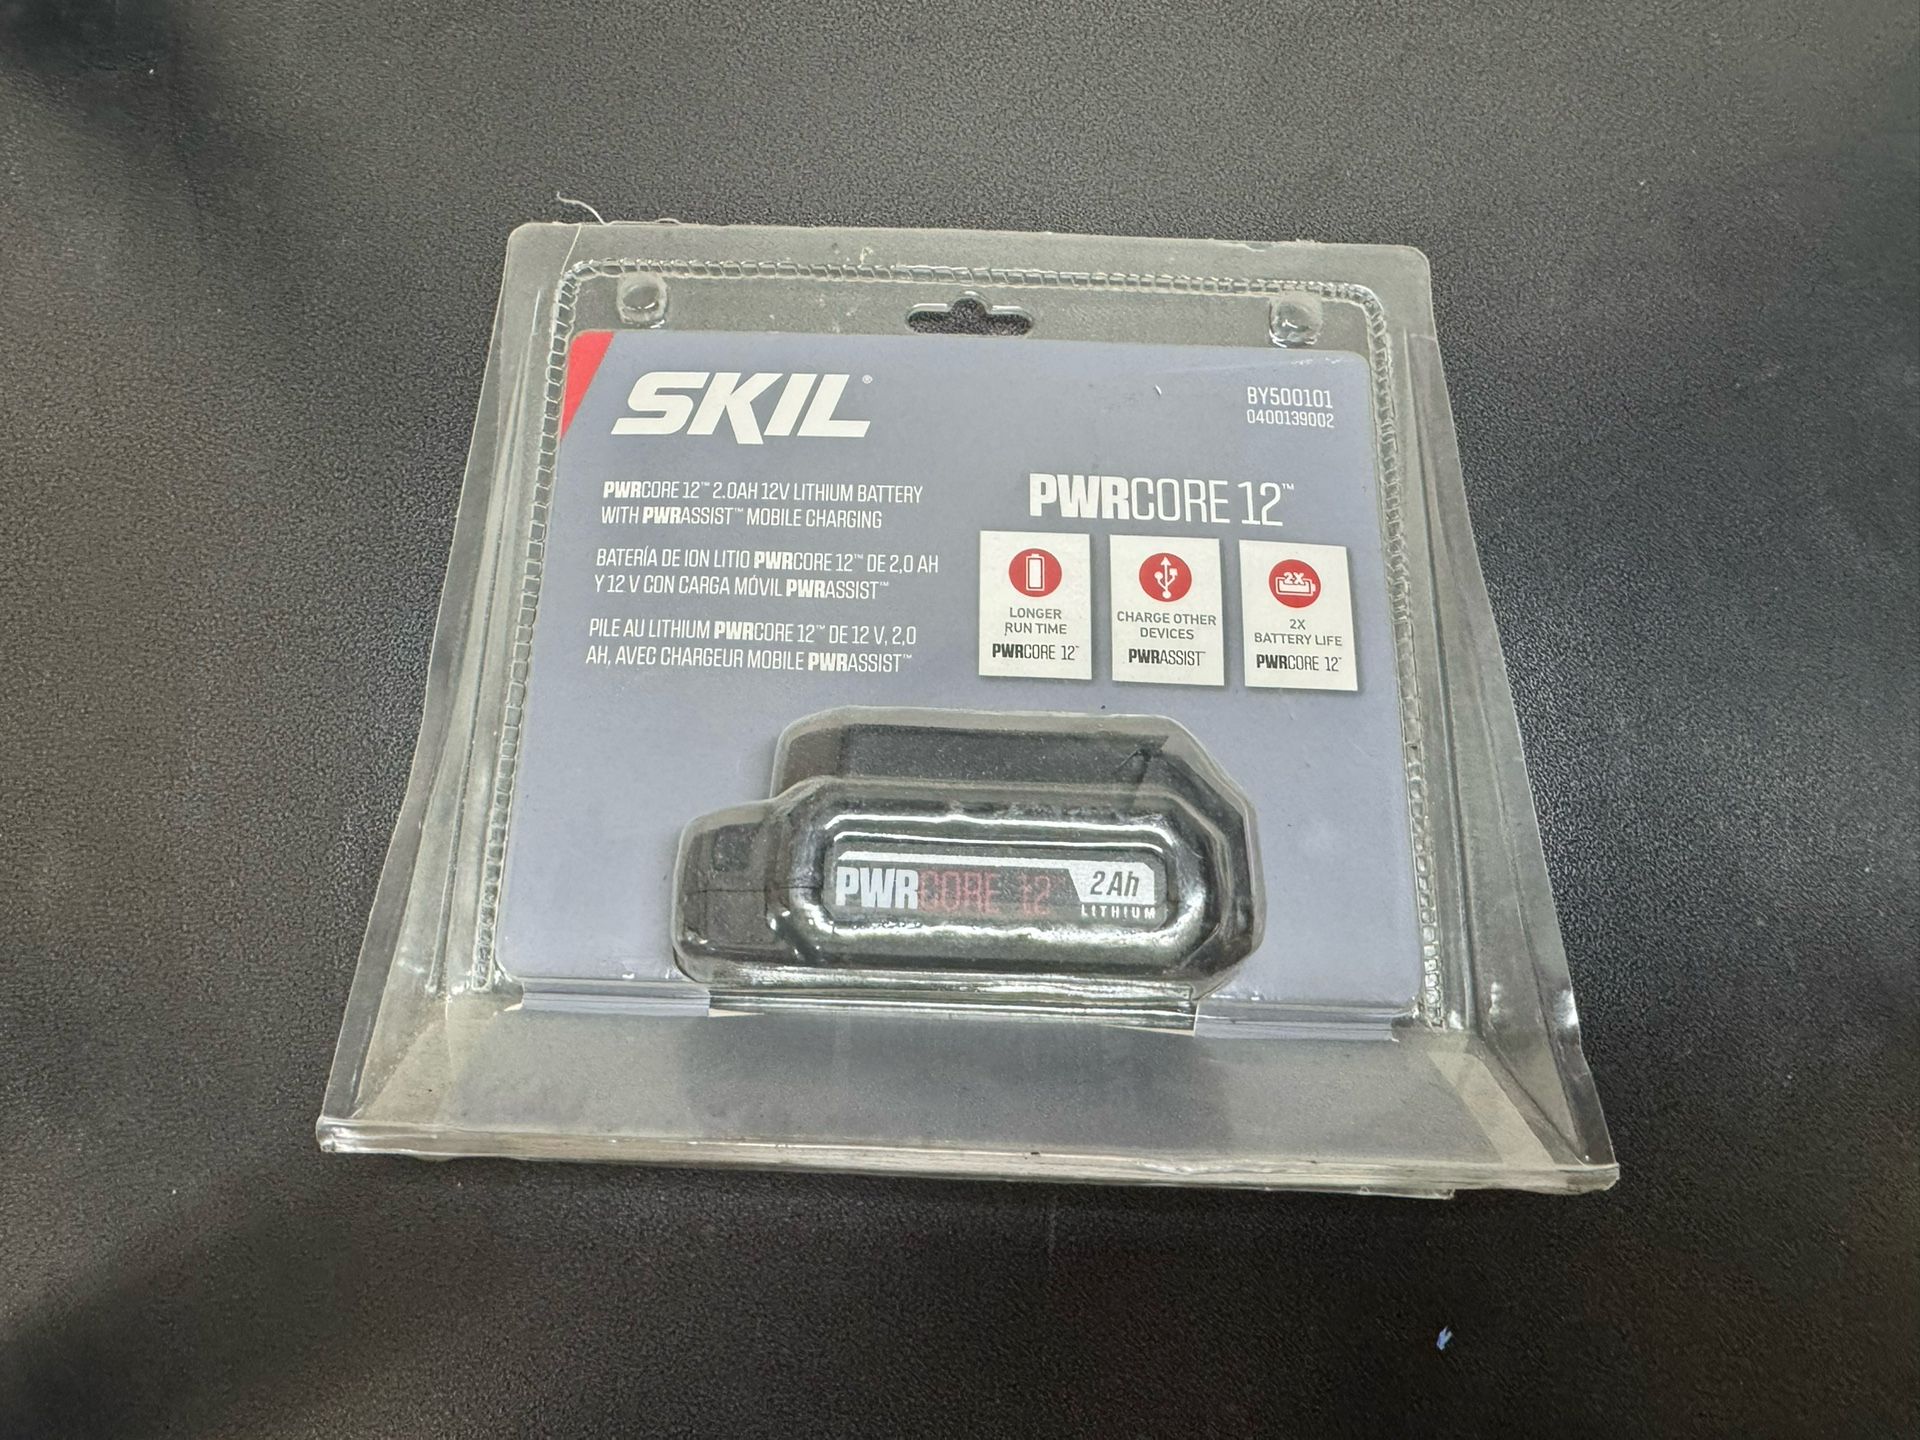 SKIL®
BY500101
0400139002
PWRCORE 12™ 2.0AH 12V LITHIUM BATTERY
WITH PWRASSIST™ MOBILE CHARGING
BATERÍA DE ION LITIO PWRCORE 12™ DE 2,0 AH
Y 12 V CON CARGA MÓVIL PWRASSIST™
PILE AU LITHIUM PWRCORE 12™ DE 12 V, 2,0
AH, AVEC CHARGEUR MOBILE PWRASSIST™
PWRCORE 12™
LONGER
RUN TIME
PWRCORE 12™
CHARGE OTHER
DEVICES
PWRASSIST™
2X
2X
BATTERY LIFE
PWRCORE 12™
PWRCORE 12™
2Ah
LITHIUM